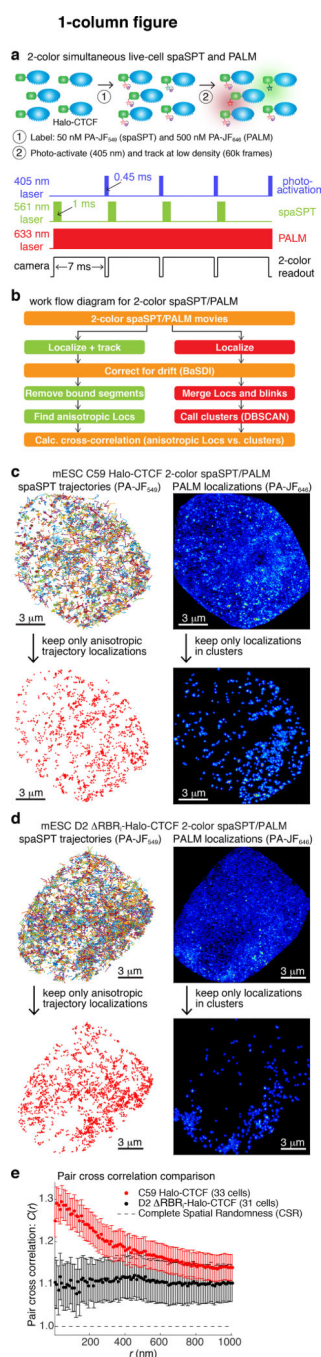 1-column figure
a 2-color simultaneous live-cell spaSPT and PALM
Halo-CTCF
1
2
1 Label: 50 nM PA-JF549 (spaSPT) and 500 nM PA-JF646 (PALM)
2 Photo-activate (405 nm) and track at low density (60k frames)
405 nm laser
0.45 ms
photo-activation
561 nm laser
1 ms
spaSPT
633 nm laser
PALM
camera
7 ms
2-color readout
b work flow diagram for 2-color spaSPT/PALM
2-color spaSPT/PALM movies
Localize + track
Localize
Correct for drift (BaSDI)
Remove bound segments
Merge Locs and blinks
Find anisotropic Locs
Call clusters (DBSCAN)
Calc. cross-correlation (anisotropic Locs vs. clusters)
c mESC C59 Halo-CTCF 2-color spaSPT/PALM
spaSPT trajectories (PA-JF549)
PALM localizations (PA-JF646)
3 μm
3 μm
keep only anisotropic
trajectory localizations
keep only localizations
in clusters
3 μm
3 μm
d mESC D2 ΔRBRi-Halo-CTCF 2-color spaSPT/PALM
spaSPT trajectories (PA-JF549)
PALM localizations (PA-JF646)
3 μm
3 μm
keep only anisotropic
trajectory localizations
keep only localizations
in clusters
3 μm
3 μm
e Pair cross correlation comparison
C59 Halo-CTCF (33 cells)
D2 ΔRBRi-Halo-CTCF (31 cells)
Complete Spatial Randomness (CSR)
Pair cross correlation: C(r)
1.3
1.2
1.1
1.0
0 200 400 600 800 1000
r (nm)